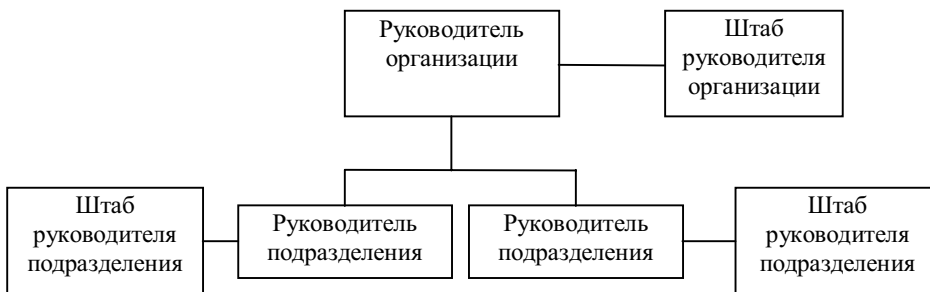 Руководитель
организации
Штаб
руководителя
организации
Штаб
руководителя
подразделения
Руководитель
подразделения
Руководитель
подразделения
Штаб
руководителя
подразделения